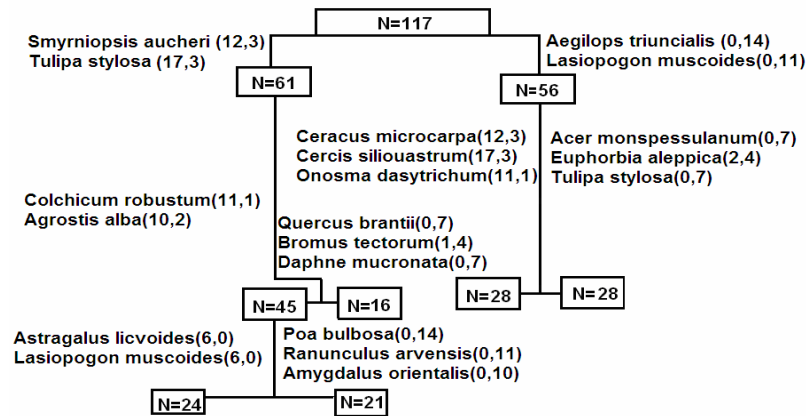 N=117
Smyrniopsis aucheri (12,3)
Tulipa stylosa (17,3)
Aegilops triuncialis (0,14)
Lasiopogon muscoides(0,11)
N=61
N=56
Ceracus microcarpa(12,3)
Cercis siliouastrum(17,3)
Onosma dasytrichum(11,1)
Acer monspessulanum(0,7)
Euphorbia aleppica(2,4)
Tulipa stylosa(0,7)
Colchicum robustum(11,1)
Agrostis alba(10,2)
Quercus brantii(0,7)
Bromus tectorum(1,4)
Daphne mucronata(0,7)
N=45
N=16
N=28
N=28
Astragalus licvoides(6,0)
Lasiopogon muscoides(6,0)
Poa bulbosa(0,14)
Ranunculus arvensis(0,11)
Amygdalus orientalis(0,10)
N=24
N=21